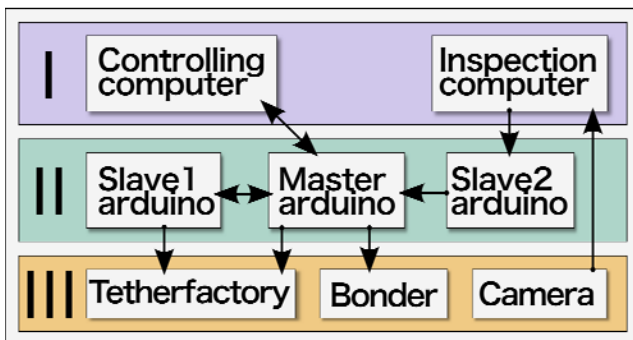 I
Controlling
computer
Inspection
computer
II
Slave1
arduino
Master
arduino
Slave2
arduino
III
Tetherfactory
Bonder
Camera